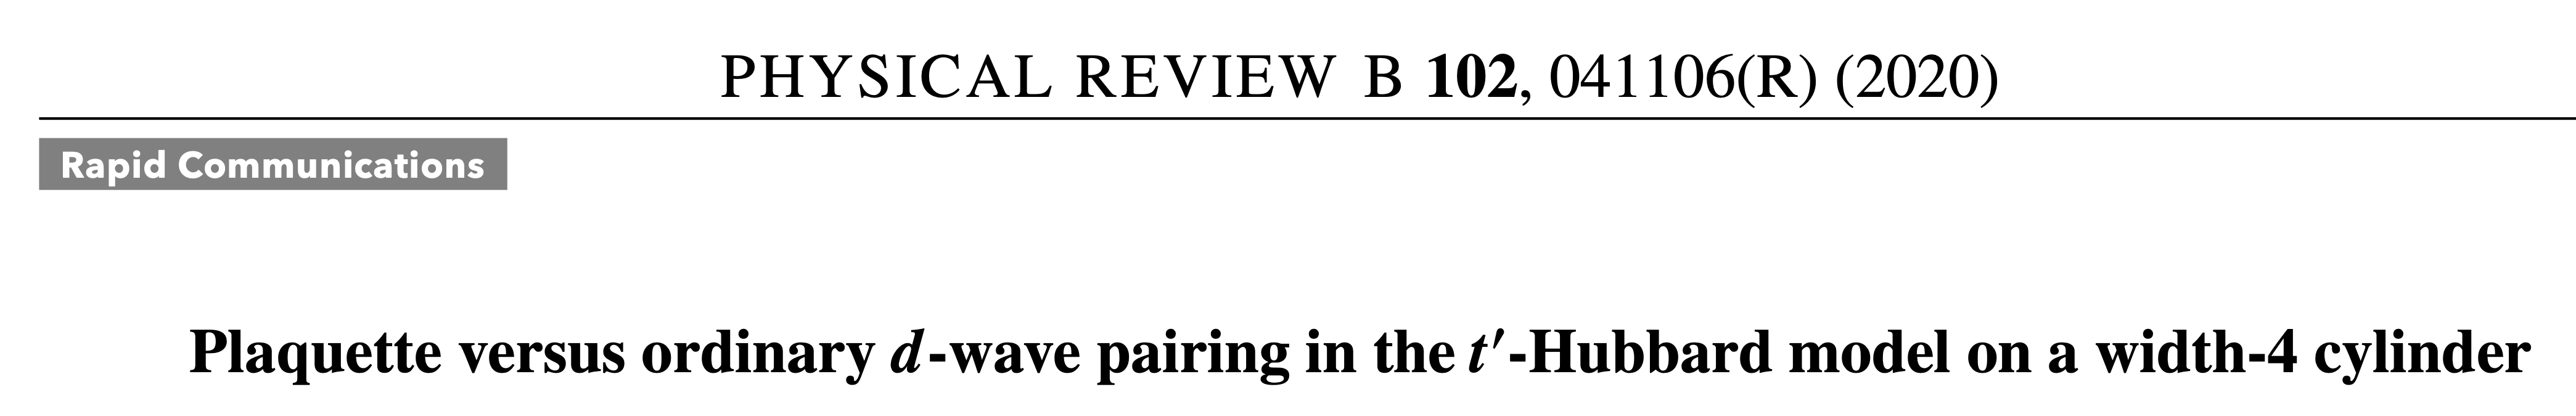 PHYSICAL REVIEW B 102, 041106(R) (2020)
Rapid Communications
Plaquette versus ordinary d-wave pairing in the t′-Hubbard model on a width-4 cylinder